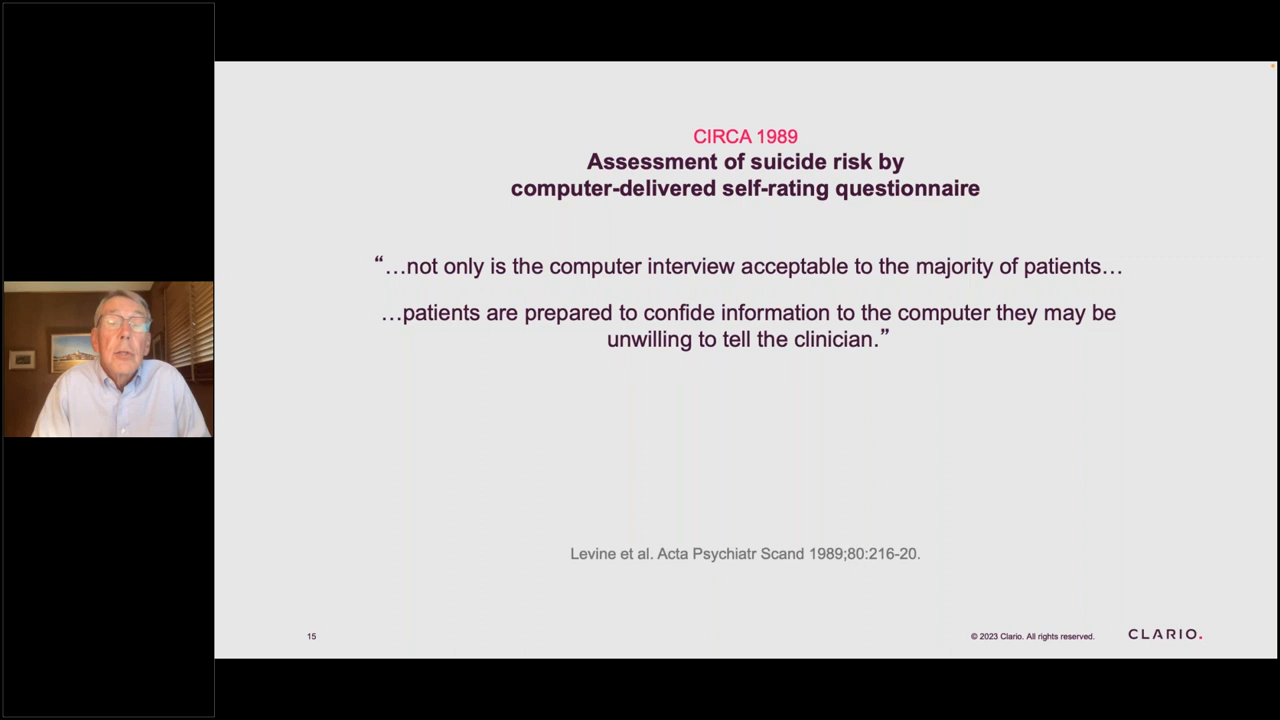 CIRCA 1989
Assessment of suicide risk by
computer-delivered self-rating questionnaire
“…not only is the computer interview acceptable to the majority of patients…
…patients are prepared to confide information to the computer they may be
unwilling to tell the clinician.”
Levine et al. Acta Psychiatr Scand 1989;80:216-20.
15
© 2023 Clario. All rights reserved.
CLARIO.